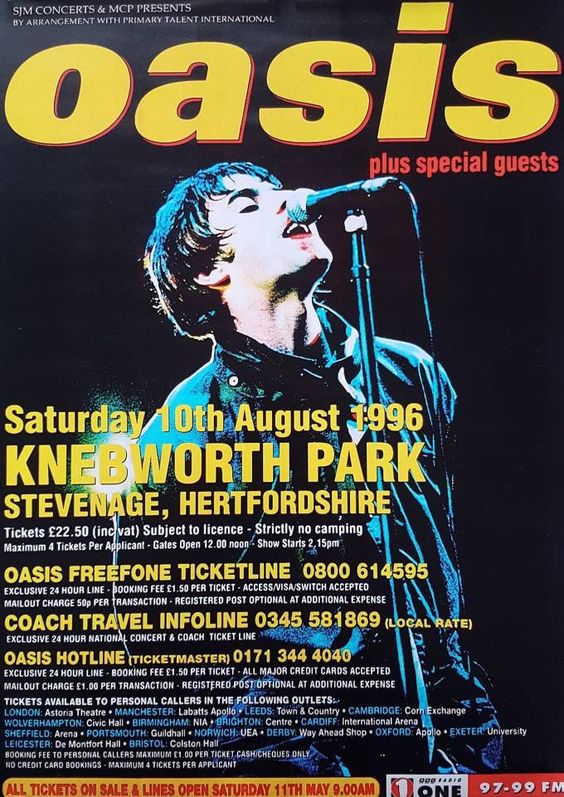 SJM CONCERTS & MCP PRESENTS
BY ARRANGEMENT WITH PRIMARY TALENT INTERNATIONAL
oasis
plus special guests
Saturday 10th August 1996
KNEBWORTH PARK
STEVENAGE, HERTFORDSHIRE
Tickets £22.50 (inc vat) Subject to licence - Strictly no camping
Maximum 4 Tickets Per Applicant - Gates Open 12.00 noon - Show Starts 2.15pm
OASIS FREEFONE TICKETLINE 0800 614595
EXCLUSIVE 24 HOUR LINE - BOOKING FEE £1.50 PER TICKET - ACCESS/VISA/SWITCH ACCEPTED
MAILOUT CHARGE 50p PER TRANSACTION - REGISTERED POST OPTIONAL AT ADDITIONAL EXPENSE
COACH TRAVEL INFOLINE 0345 581869 (LOCAL RATE)
EXCLUSIVE 24 HOUR NATIONAL CONCERT & COACH TICKET LINE
OASIS HOTLINE (TICKETMASTER) 0171 344 4040
EXCLUSIVE 24 HOUR LINE - BOOKING FEE £1.50 PER TICKET - ALL MAJOR CREDIT CARDS ACCEPTED
MAILOUT CHARGE £1.00 PER TRANSACTION - REGISTERED POST OPTIONAL AT ADDITIONAL EXPENSE
TICKETS AVAILABLE TO PERSONAL CALLERS IN THE FOLLOWING OUTLETS:-
LONDON: Astoria Theatre • MANCHESTER: Labatts Apollo • LEEDS: Town & Country • CAMBRIDGE: Corn Exchange
WOLVERHAMPTON: Civic Hall • BIRMINGHAM: NIA • BRIGHTON: Centre • CARDIFF: International Arena
SHEFFIELD: Arena • PORTSMOUTH: Guildhall • NORWICH: UEA • DERBY: Way Ahead Shop • OXFORD: Apollo • EXETER: University
LEICESTER: De Montfort Hall • BRISTOL: Colston Hall
BOOKING FEE TO PERSONAL CALLERS MAXIMUM £1.00 PER TICKET CASH/CHEQUES ONLY
NO CREDIT CARD BOOKINGS - MAXIMUM 4 TICKETS PER APPLICANT
ALL TICKETS ON SALE & LINES OPEN SATURDAY 11TH MAY 9.00AM
1 BBC RADIO ONE 97-99 FM